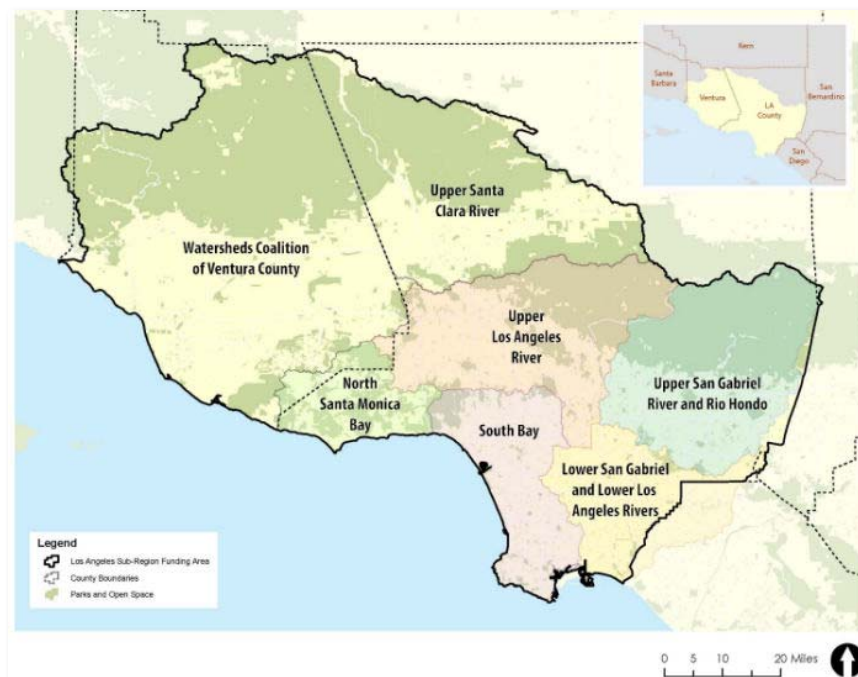 Kern
Santa
Barbara
Ventura
LA
County
San
Bernardino
San
Diego
Upper Santa
Clara River
Watersheds Coalition
of Ventura County
Upper
Los Angeles
River
North
Santa Monica
Bay
Upper San Gabriel
River and Rio Hondo
South Bay
Lower San Gabriel
and Lower Los
Angeles Rivers
Legend
Los Angeles Sub-Region Funding Area
County Boundaries
Parks and Open Space
0 5 10 20 Miles